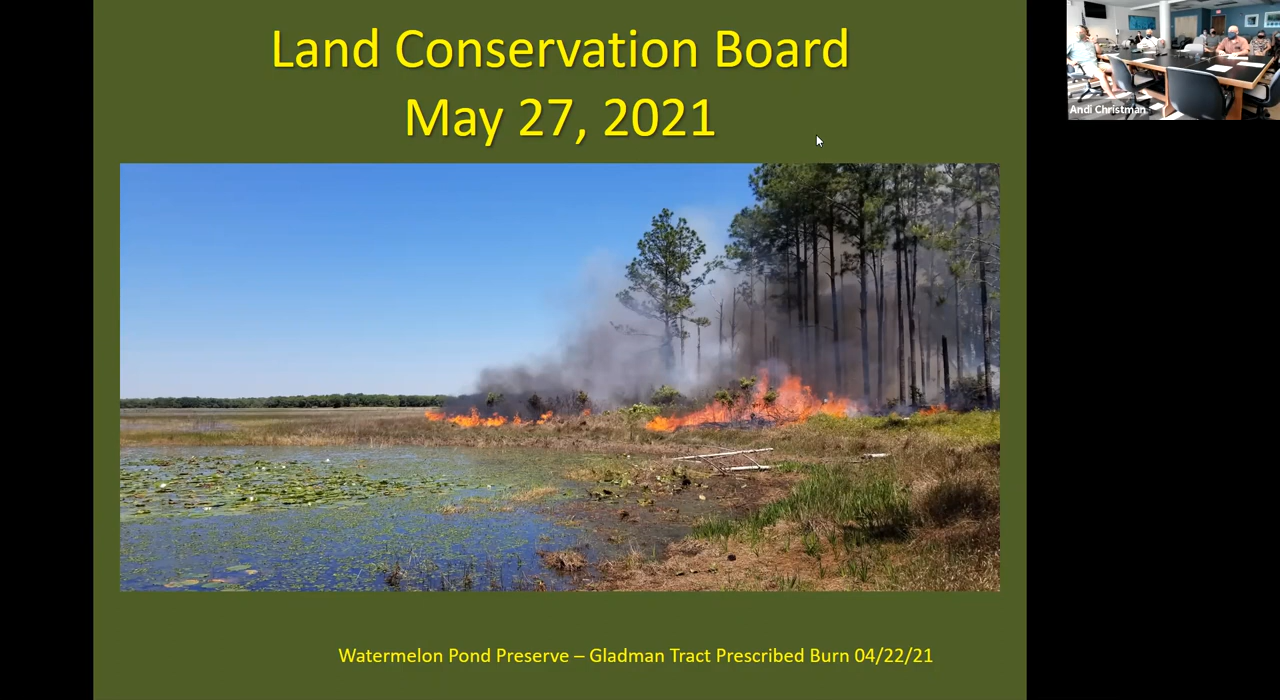 Land Conservation Board
May 27, 2021
Andi Christman
Watermelon Pond Preserve – Gladman Tract Prescribed Burn 04/22/21